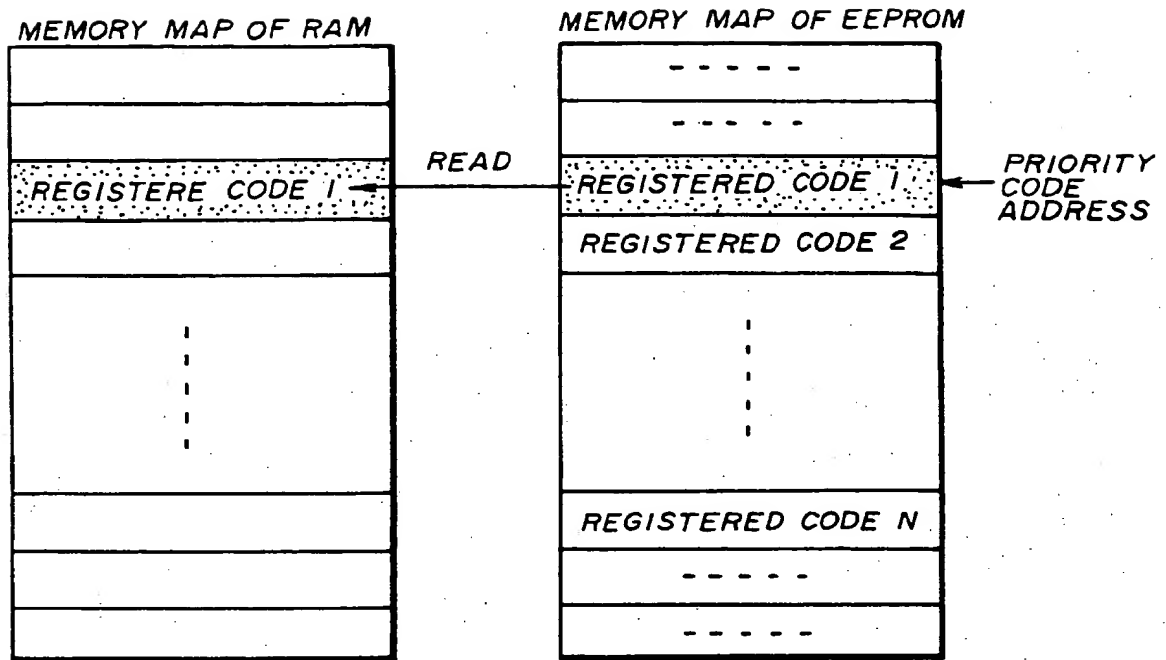 MEMORY MAP OF RAM
MEMORY MAP OF EEPROM
REGISTERE CODE 1
READ
REGISTERED CODE 1
PRIORITY
CODE
ADDRESS
REGISTERED CODE 2
REGISTERED CODE N